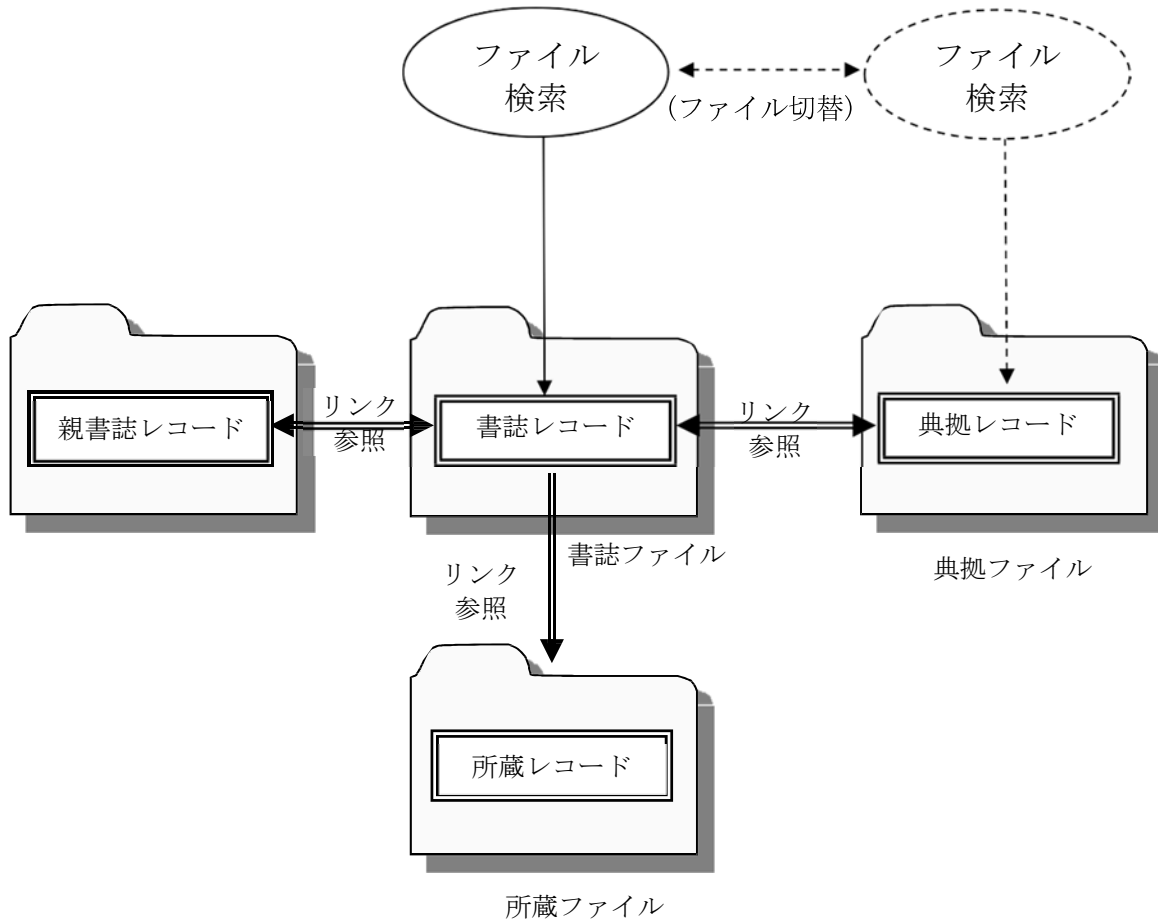 ファイル
検索
(ファイル切替)
ファイル
検索
親書誌レコード
リンク
参照
書誌レコード
リンク
参照
典拠レコード
書誌ファイル
リンク
参照
典拠ファイル
所蔵レコード
所蔵ファイル